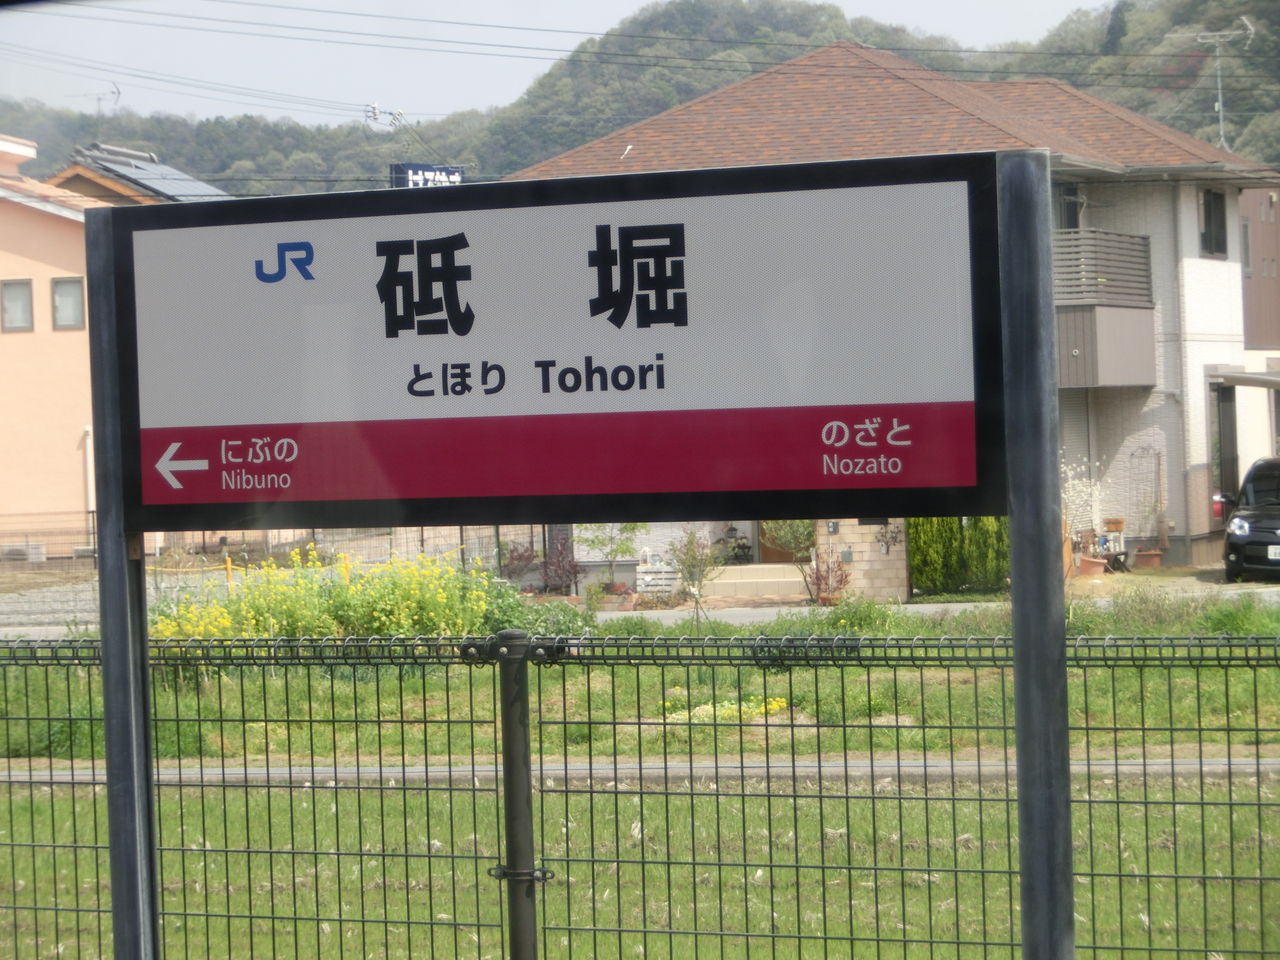 JR
砥堀
とほり Tohori
← にぶの
Nibuno
のざと
Nozato